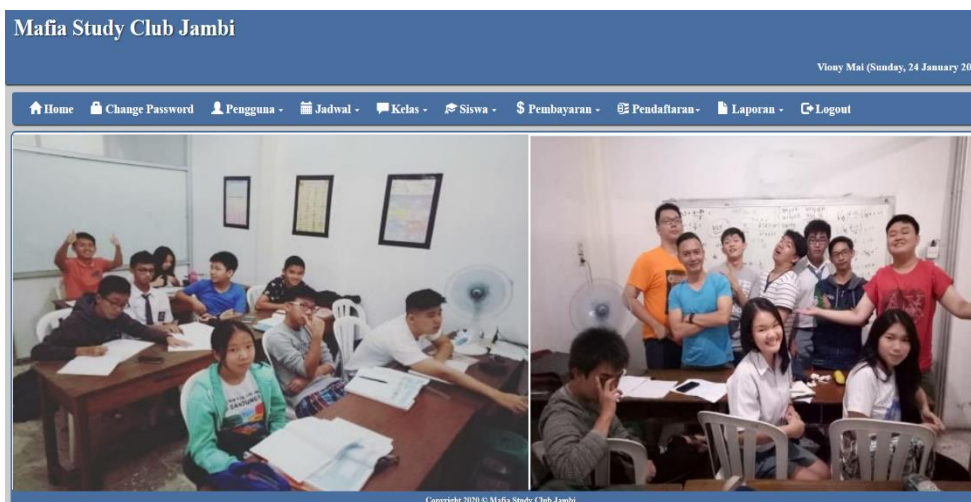 Mafia Study Club Jambi
Viony Mai (Sunday, 24 January 20
Home Change Password Pengguna Jadwal Kelas Siswa Pembayaran Pendaftaran Laporan Logout
Copyright 2020 © Mafia Study Club Jambi